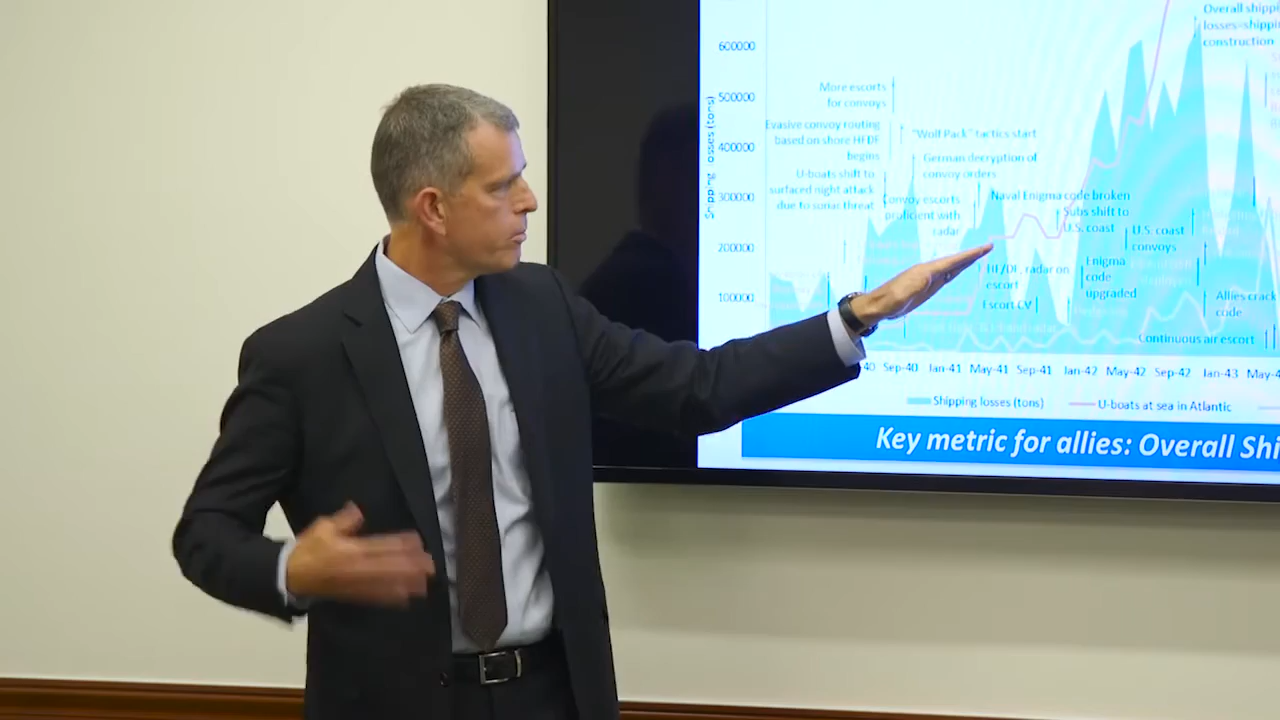 Overall shippi
losses-shippi
construction
600000
More escorts
for convoys
500000
Shipping losses (tons)
Evasive convoy routing
based on shore HFDF
begins
"Wolf Pack" tactics start
400000
German decryption of
convoy orders
U-boats shift to
surfaced night attack
due to sonar threat
300000
Naval Enigma code broken
Convoy escorts
proficient with
radar
Subs shift to
U.S. coast
U.S. coast
convoys
200000
HF/DF, radar on
escort
Enigma
code
upgraded
100000
Escort CV
Allies crack
code
Continuous air escort
40 Sep-40 Jan-41 May-41 Sep-41 Jan-42 May-42 Sep-42 Jan-43 May-4
Shipping losses (tons) U-boats at sea in Atlantic
Key metric for allies: Overall Shi